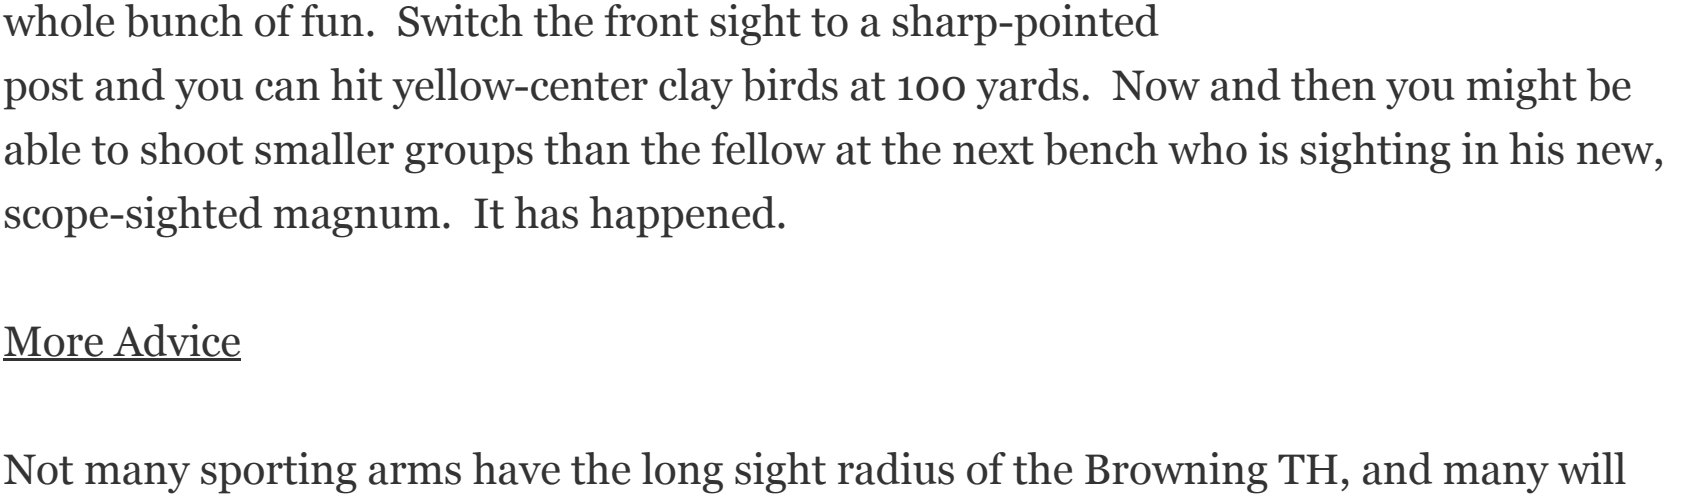 whole bunch of fun.  Switch the front sight to a sharp-pointed
post and you can hit yellow-center clay birds at 100 yards.  Now and then you might be
able to shoot smaller groups than the fellow at the next bench who is sighting in his new,
scope-sighted magnum.  It has happened.
More Advice
Not many sporting arms have the long sight radius of the Browning TH, and many will